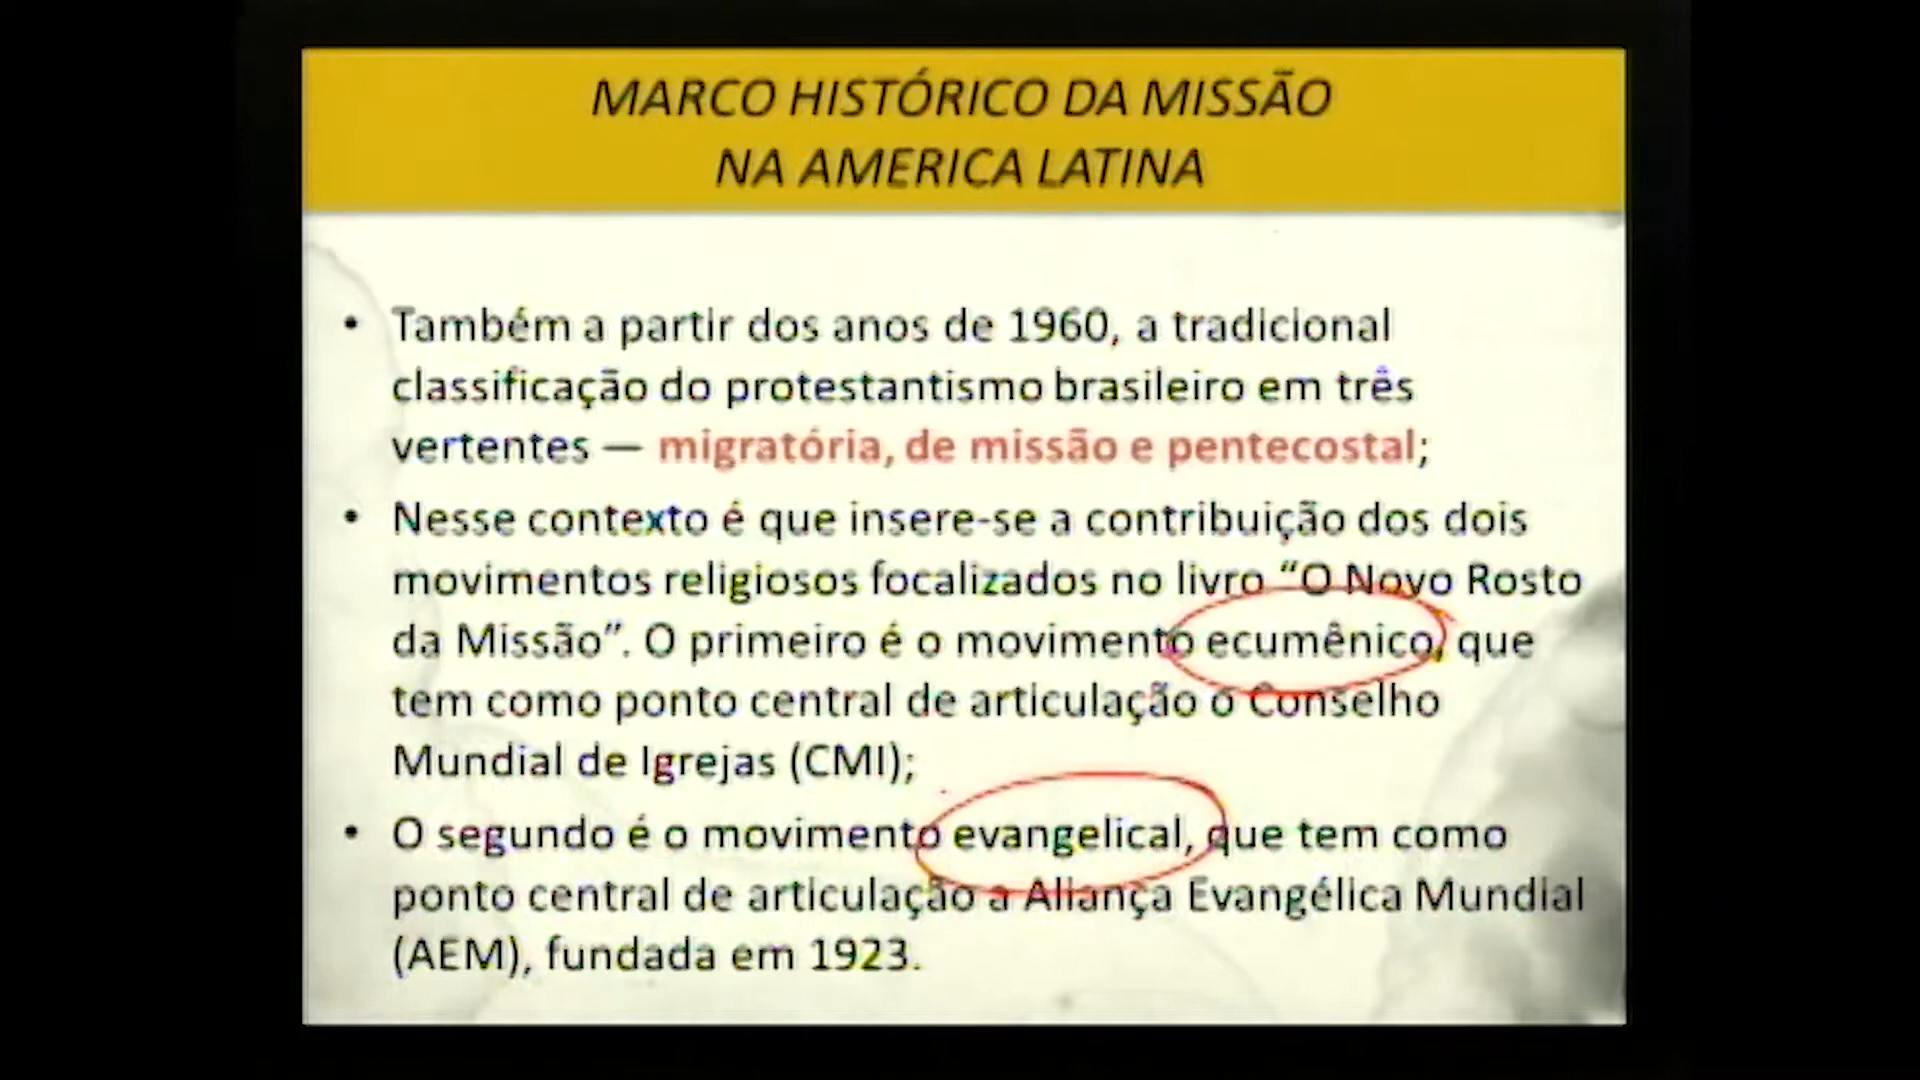 MARCO HISTÓRICO DA MISSÃO
NA AMERICA LATINA
• Também a partir dos anos de 1960, a tradicional
classificação do protestantismo brasileiro em três
vertentes — migratória, de missão e pentecostal;
• Nesse contexto é que insere-se a contribuição dos dois
movimentos religiosos focalizados no livro “O Novo Rosto
da Missão”. O primeiro é o movimento ecumênico, que
tem como ponto central de articulação o Conselho
Mundial de Igrejas (CMI);
• O segundo é o movimento evangelical, que tem como
ponto central de articulação a Aliança Evangélica Mundial
(AEM), fundada em 1923.